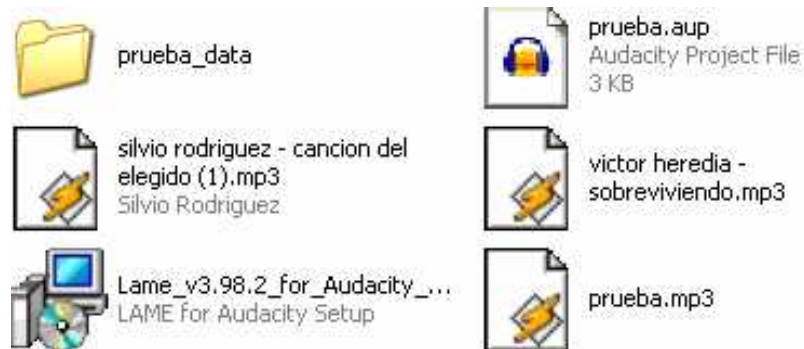 prueba_data
prueba.aup
Audacity Project File
3 KB
silvio rodriguez - cancion del
elegido (1).mp3
Silvio Rodriguez
victor heredia -
sobreviviendo.mp3
Lame_v3.98.2_for_Audacity_...
LAME for Audacity Setup
prueba.mp3